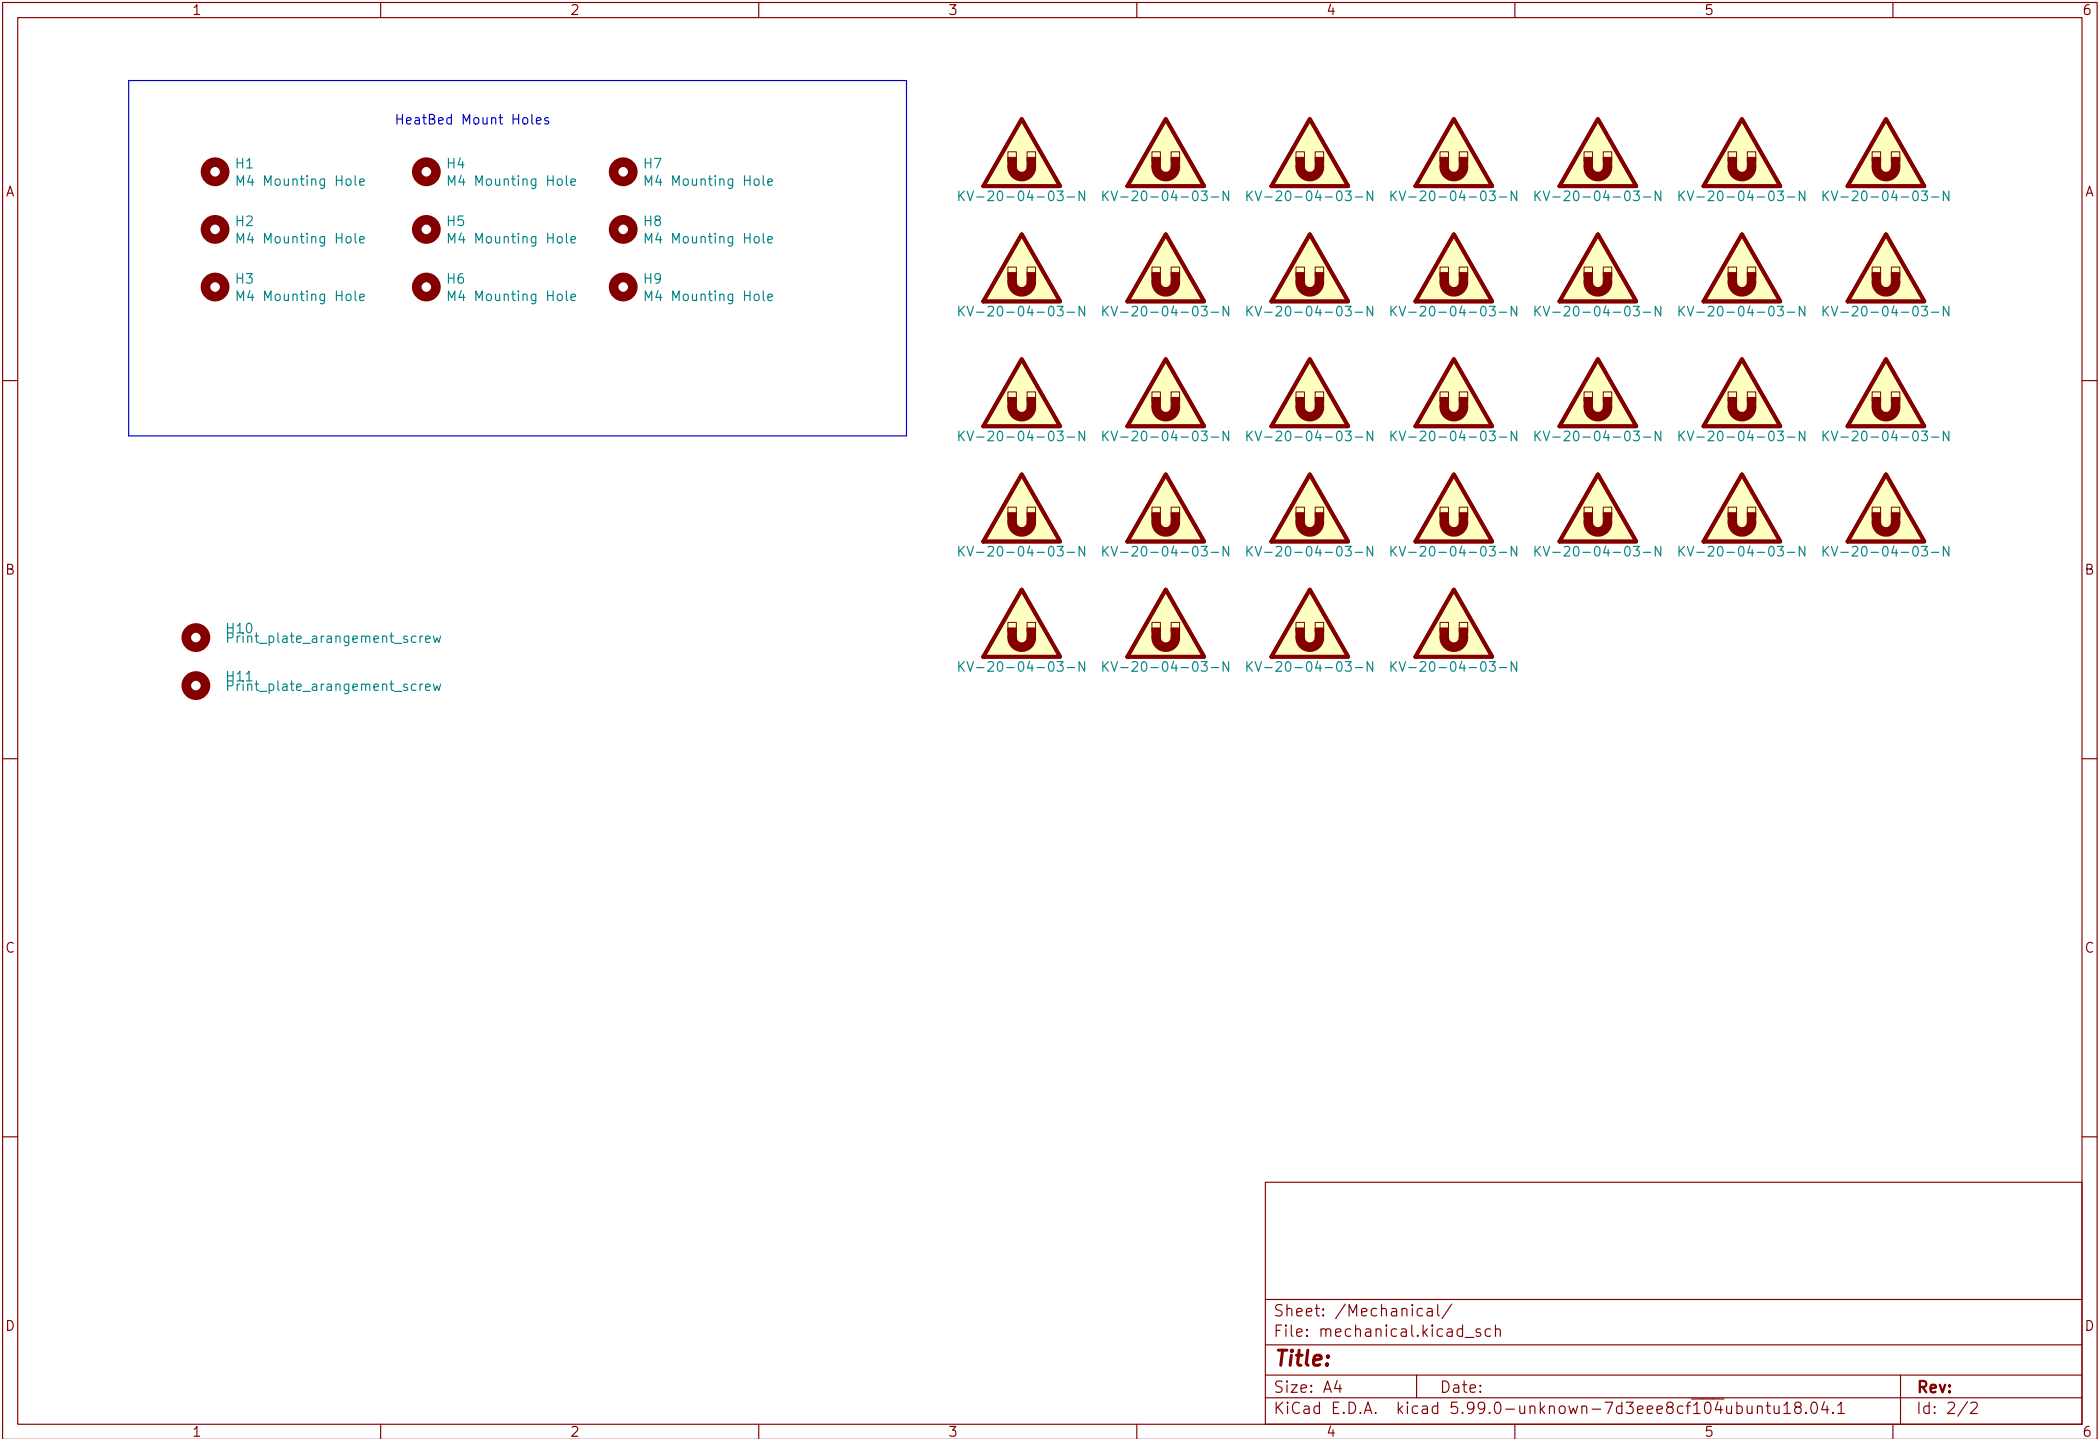 1 2 3 4 5 6
HeatBed Mount Holes
H1 H4 H7
M4 Mounting Hole M4 Mounting Hole M4 Mounting Hole
A A
KV-20-04-03-N KV-20-04-03-N KV-20-04-03-N KV-20-04-03-N KV-20-04-03-N KV-20-04-03-N KV-20-04-03-N
H2 H5 H8
M4 Mounting Hole M4 Mounting Hole M4 Mounting Hole
H3 H6 H9
M4 Mounting Hole M4 Mounting Hole M4 Mounting Hole
KV-20-04-03-N KV-20-04-03-N KV-20-04-03-N KV-20-04-03-N KV-20-04-03-N KV-20-04-03-N KV-20-04-03-N
KV-20-04-03-N KV-20-04-03-N KV-20-04-03-N KV-20-04-03-N KV-20-04-03-N KV-20-04-03-N KV-20-04-03-N
KV-20-04-03-N KV-20-04-03-N KV-20-04-03-N KV-20-04-03-N KV-20-04-03-N KV-20-04-03-N KV-20-04-03-N
B B
H10
Print_plate_arangement_screw
KV-20-04-03-N KV-20-04-03-N KV-20-04-03-N KV-20-04-03-N
H11
Print_plate_arangement_screw
C C
Sheet: /Mechanical/
D D
File: mechanical.kicad_sch
Title:
Size: A4 Date: Rev:
KiCad E.D.A. kicad 5.99.0-unknown-7d3eee8cf104ubuntu18.04.1 Id: 2/2
1 2 3 4 5 6